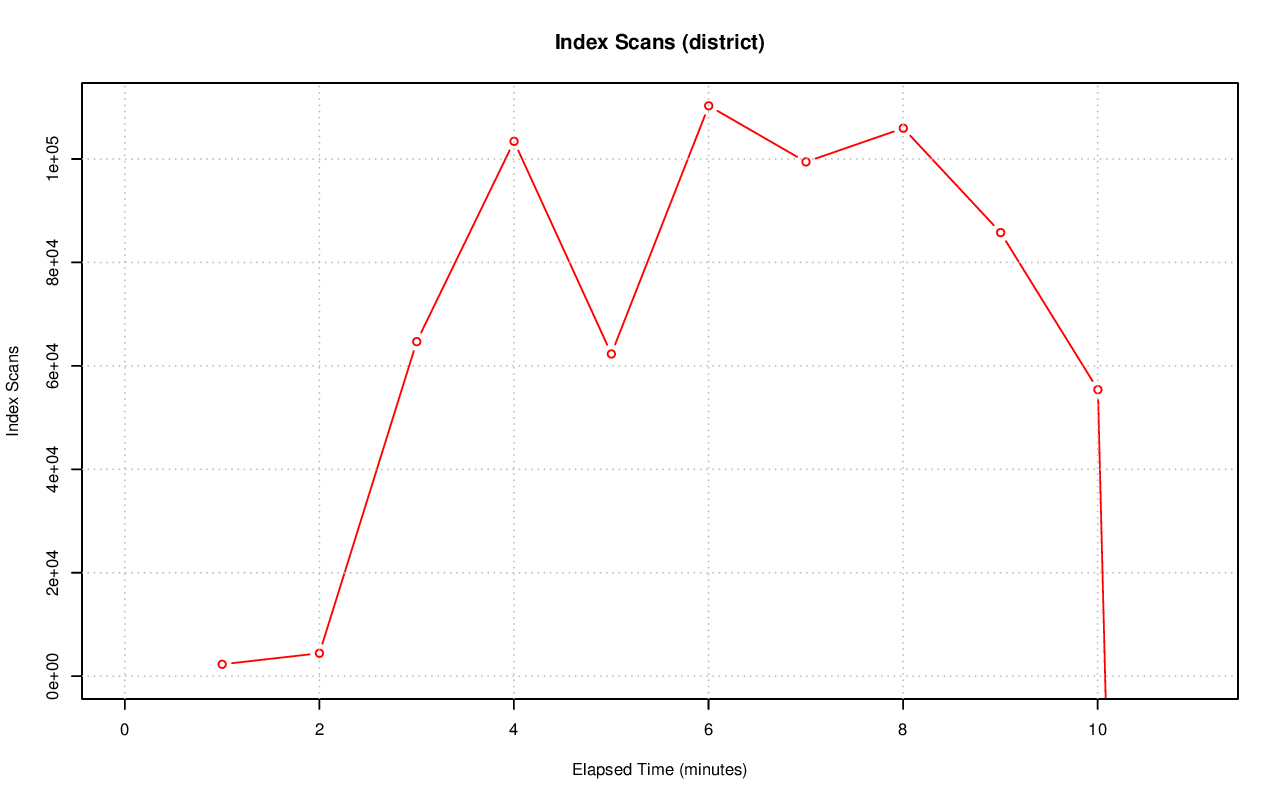 Index Scans (district)
Index Scans
1e+05
8e+04
6e+04
4e+04
2e+04
0e+00
0 2 4 6 8 10
Elapsed Time (minutes)